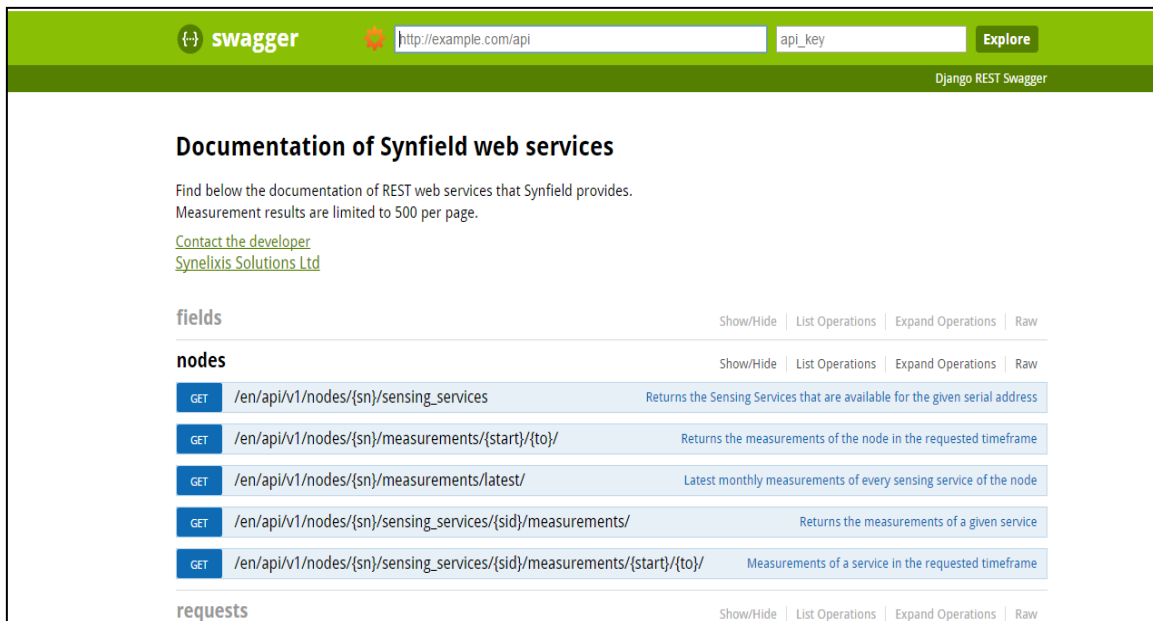 {···} swagger http://example.com/api api_key Explore
Django REST Swagger
Documentation of Synfield web services
Find below the documentation of REST web services that Synfield provides.
Measurement results are limited to 500 per page.
Contact the developer
Synelixis Solutions Ltd
fields Show/Hide List Operations Expand Operations Raw
nodes Show/Hide List Operations Expand Operations Raw
GET /en/api/v1/nodes/{sn}/sensing_services Returns the Sensing Services that are available for the given serial address
GET /en/api/v1/nodes/{sn}/measurements/{start}/{to}/ Returns the measurements of the node in the requested timeframe
GET /en/api/v1/nodes/{sn}/measurements/latest/ Latest monthly measurements of every sensing service of the node
GET /en/api/v1/nodes/{sn}/sensing_services/{sid}/measurements/ Returns the measurements of a given service
GET /en/api/v1/nodes/{sn}/sensing_services/{sid}/measurements/{start}/{to}/ Measurements of a service in the requested timeframe
requests Show/Hide List Operations Expand Operations Raw